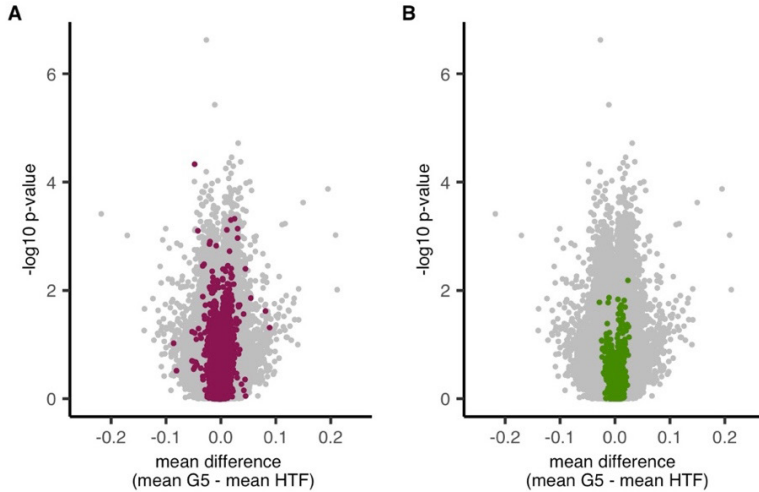 A
6
4
2
0
-log10 p-value
-0.2 -0.1 0.0 0.1 0.2
mean difference
(mean G5 - mean HTF)
B
6
4
2
0
-log10 p-value
-0.2 -0.1 0.0 0.1 0.2
mean difference
(mean G5 - mean HTF)